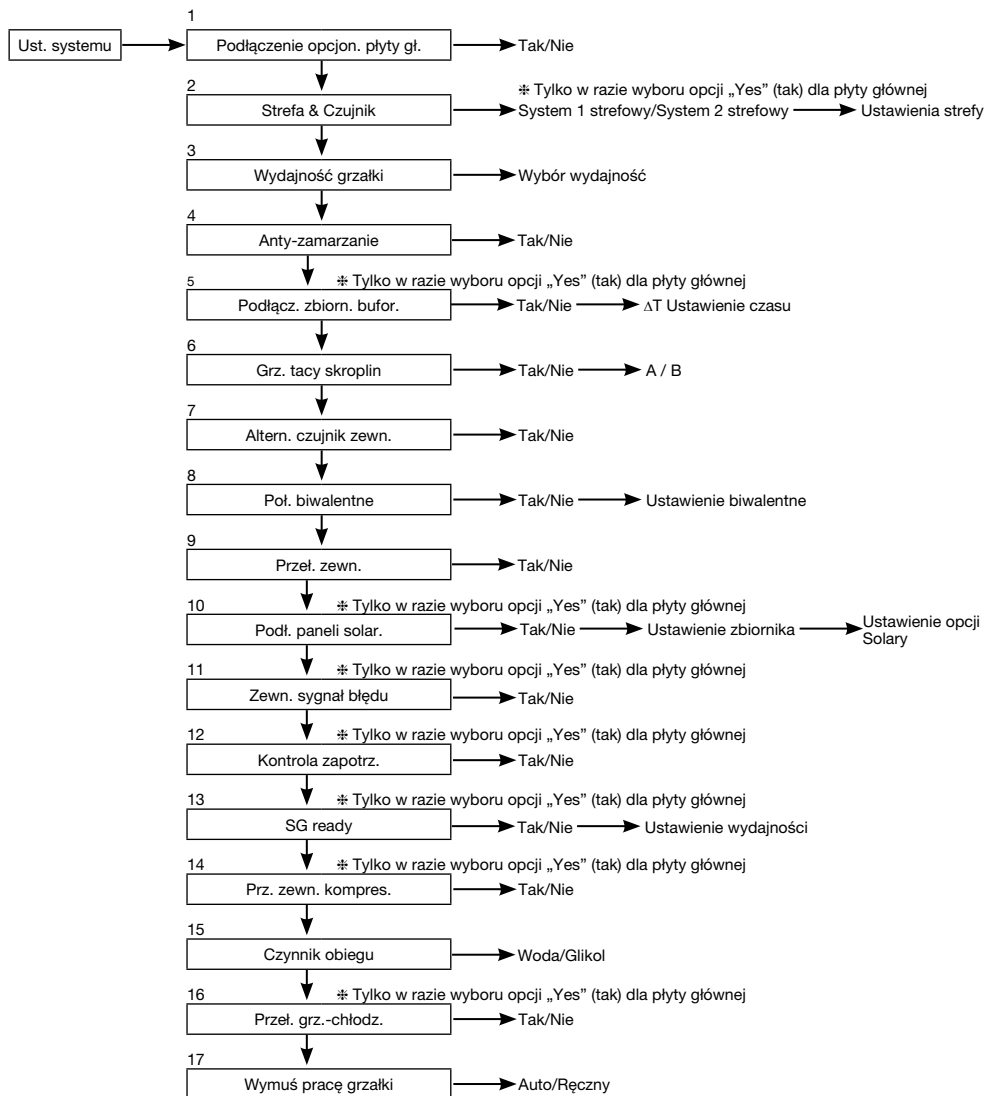 1
Ust. systemu
Podłączenie opcjon. płyty gł.
Tak/Nie
2
⁜ Tylko w razie wyboru opcji „Yes” (tak) dla płyty głównej
Strefa & Czujnik
System 1 strefowy/System 2 strefowy
Ustawienia strefy
3
Wydajność grzałki
Wybór wydajność
4
Anty-zamarzanie
Tak/Nie
⁜ Tylko w razie wyboru opcji „Yes” (tak) dla płyty głównej
5
Podłącz. zbiorn. bufor.
Tak/Nie
∆T Ustawienie czasu
6
Grz. tacy skroplin
Tak/Nie
A / B
7
Altern. czujnik zewn.
Tak/Nie
8
Poł. biwalentne
Tak/Nie
Ustawienie biwalentne
9
Przeł. zewn.
Tak/Nie
10
⁜ Tylko w razie wyboru opcji „Yes” (tak) dla płyty głównej
Podł. paneli solar.
Tak/Nie
Ustawienie zbiornika
Ustawienie opcji
Solary
11
⁜ Tylko w razie wyboru opcji „Yes” (tak) dla płyty głównej
Zewn. sygnał błędu
Tak/Nie
12
⁜ Tylko w razie wyboru opcji „Yes” (tak) dla płyty głównej
Kontrola zapotrz.
Tak/Nie
13
⁜ Tylko w razie wyboru opcji „Yes” (tak) dla płyty głównej
SG ready
Tak/Nie
Ustawienie wydajności
14
⁜ Tylko w razie wyboru opcji „Yes” (tak) dla płyty głównej
Prz. zewn. kompres.
Tak/Nie
15
Czynnik obiegu
Woda/Glikol
16
⁜ Tylko w razie wyboru opcji „Yes” (tak) dla płyty głównej
Przeł. grz.-chłodz.
Tak/Nie
17
Wymuś pracę grzałki
Auto/Ręczny